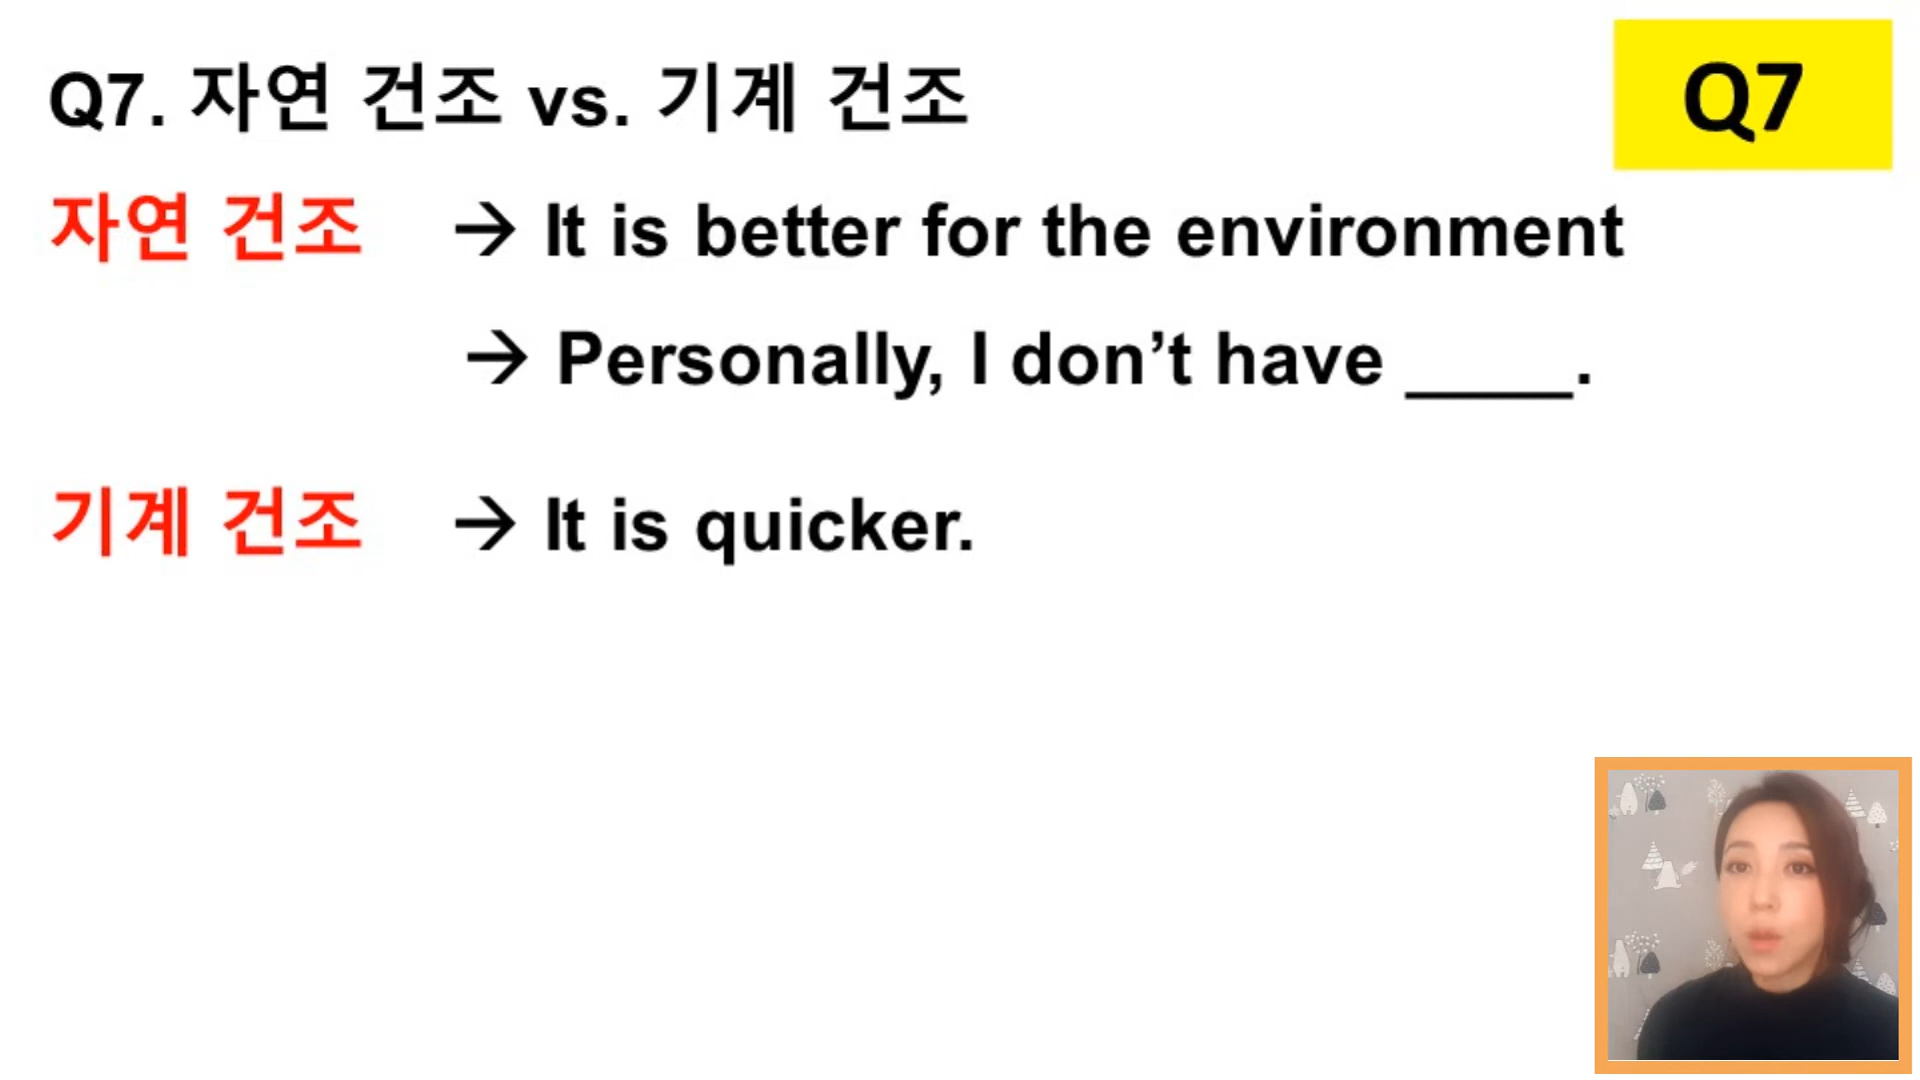 Q7. 자연 건조 vs. 기계 건조
Q7
자연 건조 → It is better for the environment
→ Personally, I don’t have ____.
기계 건조 → It is quicker.